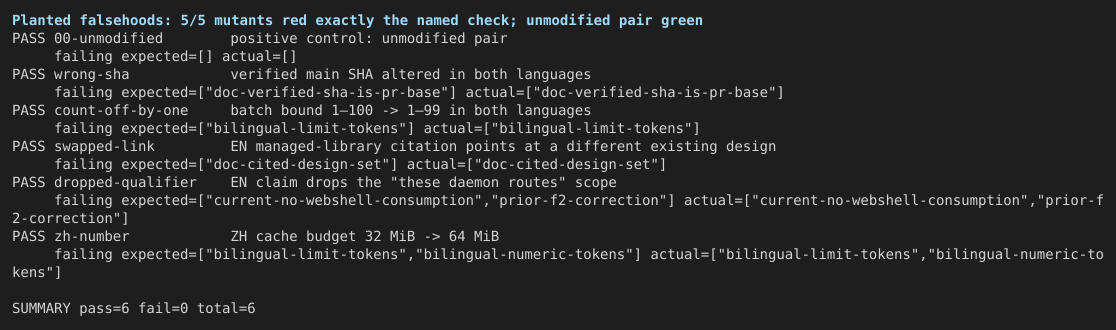 Planted falsehoods: 5/5 mutants red exactly the named check; unmodified pair green
PASS 00-unmodified        positive control: unmodified pair
     failing expected=[] actual=[]
PASS wrong-sha            verified main SHA altered in both languages
     failing expected=["doc-verified-sha-is-pr-base"] actual=["doc-verified-sha-is-pr-base"]
PASS count-off-by-one     batch bound 1–100 -> 1–99 in both languages
     failing expected=["bilingual-limit-tokens"] actual=["bilingual-limit-tokens"]
PASS swapped-link         EN managed-library citation points at a different existing design
     failing expected=["doc-cited-design-set"] actual=["doc-cited-design-set"]
PASS dropped-qualifier    EN claim drops the "these daemon routes" scope
     failing expected=["current-no-webshell-consumption","prior-f2-correction"] actual=["current-no-webshell-consumption","prior-f
2-correction"]
PASS zh-number            ZH cache budget 32 MiB -> 64 MiB
     failing expected=["bilingual-limit-tokens","bilingual-numeric-tokens"] actual=["bilingual-limit-tokens","bilingual-numeric-to
kens"]
SUMMARY pass=6 fail=0 total=6